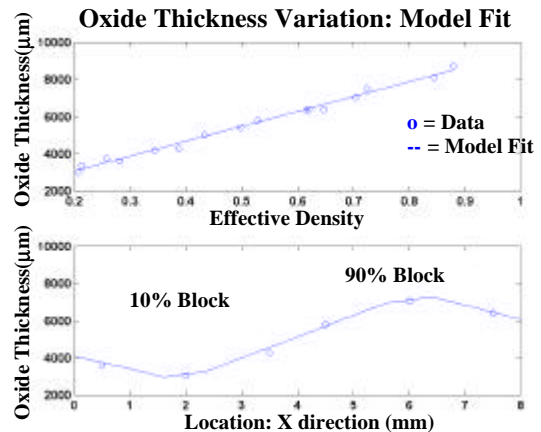 Oxide Thickness Variation: Model Fit
Oxide Thickness(μm)
10000
8000
6000
4000
2000
0.2 0.3 0.4 0.5 0.6 0.7 0.8 0.9 1
Effective Density
o = Data
-- = Model Fit
Oxide Thickness(μm)
10000
8000
6000
4000
2000
10% Block
90% Block
0 1 2 3 4 5 6 7 8
Location: X direction (mm)